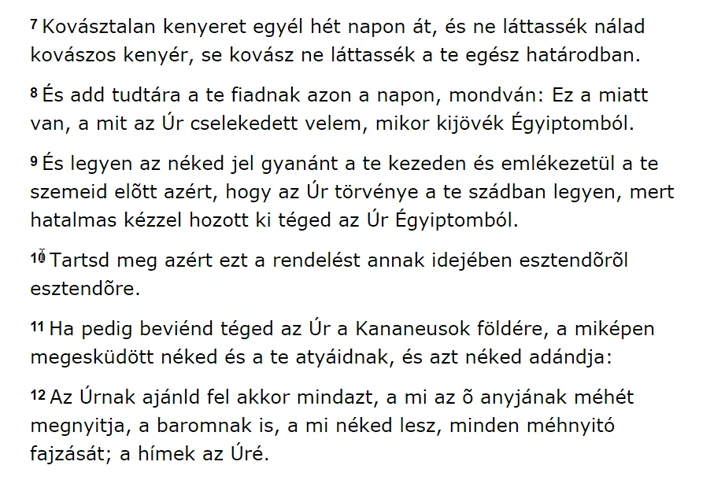 7 Kovásztalan kenyeret egyél hét napon át, és ne láttassék nálad
kovászos kenyér, se kovász ne láttassék a te egész határodban.
8 És add tudtára a te fiadnak azon a napon, mondván: Ez a miatt
van, a mit az Úr cselekedett velem, mikor kijövék Égyiptomból.
9 És legyen az néked jel gyanánt a te kezeden és emlékezetül a te
szemeid elõtt azért, hogy az Úr törvénye a te szádban legyen, mert
hatalmas kézzel hozott ki téged az Úr Égyiptomból.
10 Tartsd meg azért ezt a rendelést annak idejében esztendõrõl
esztendõre.
11 Ha pedig beviénd téged az Úr a Kananeusok földére, a miképen
megesküdött néked és a te atyáidnak, és azt néked adándja:
12 Az Úrnak ajánld fel akkor mindazt, a mi az õ anyjának méhét
megnyitja, a baromnak is, a mi néked lesz, minden méhnyitó
fajzását; a hímek az Úré.